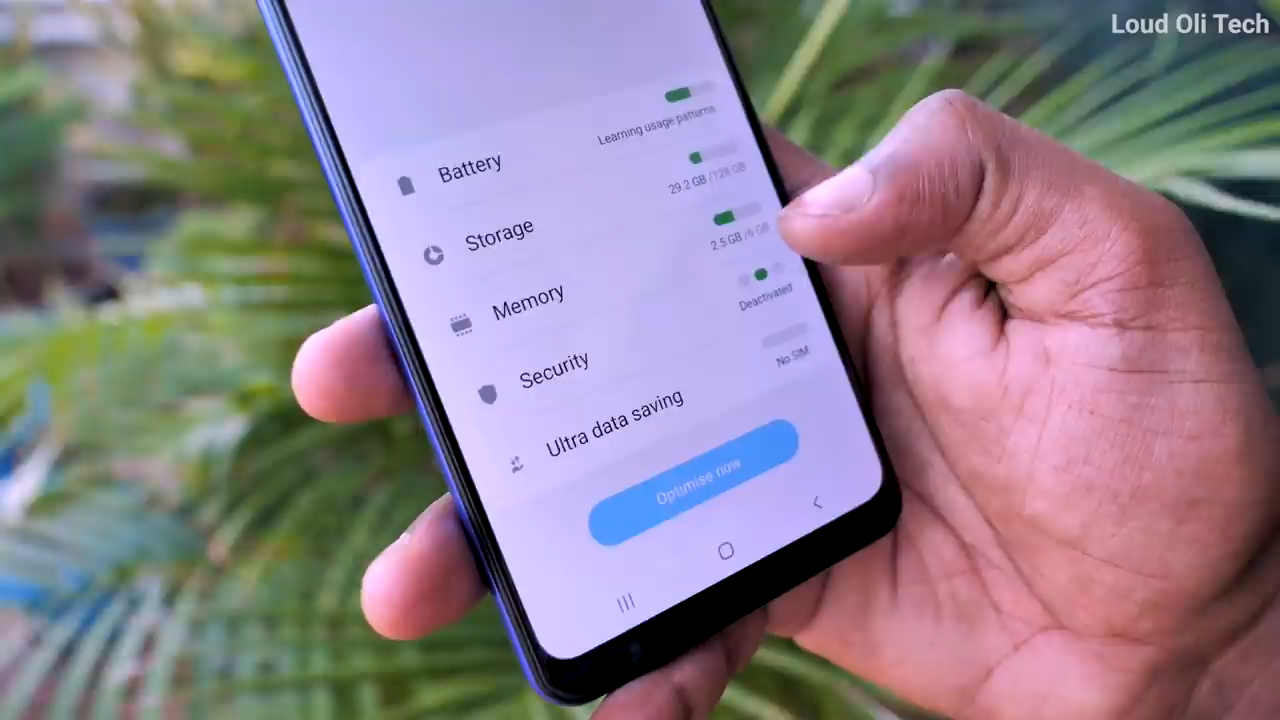 Loud Oli Tech
Battery
Learning usage patterns
Storage
29.2 GB /128 GB
Memory
2.5 GB /6 GB
Security
Deactivated
Ultra data saving
No SIM
Optimise now